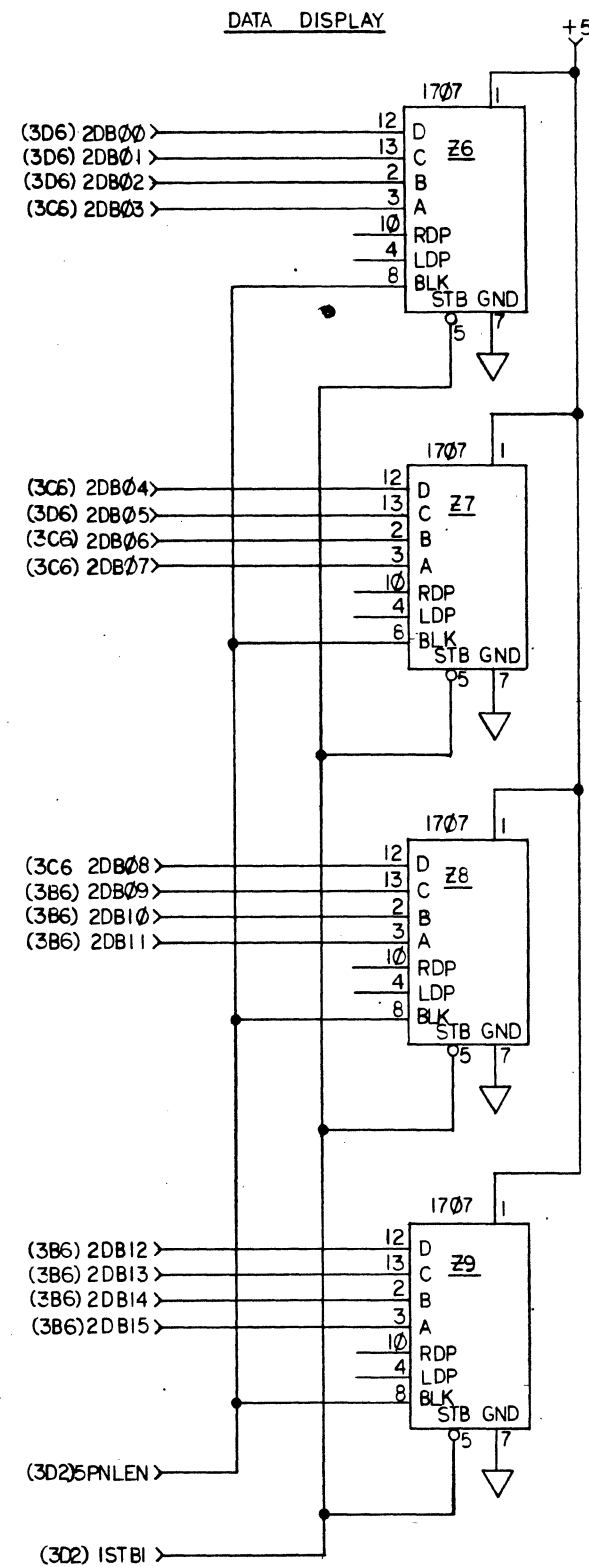 DATA DISPLAY
+5
17Ø7 1
(3D6) 2DBØØ 12 D Z6
(3D6) 2DBØ1 13 C
(3D6) 2DBØ2 2 B
(3C6) 2DBØ3 3 A
1Ø RDP
4 LDP
8 BLK
STB GND
5 7
17Ø7 1
(3C6) 2DBØ4 12 D
(3D6) 2DBØ5 13 C Z7
(3C6) 2DBØ6 2 B
(3C6) 2DBØ7 3 A
1Ø RDP
4 LDP
8 BLK
STB GND
5 7
17Ø7 1
(3C6 2DBØ8 12 D
(3B6) 2DBØ9 13 C Z8
(3B6) 2DB1Ø 2 B
(3B6) 2DB11 3 A
1Ø RDP
4 LDP
8 BLK
STB GND
5 7
17Ø7 1
(3B6) 2DB12 12 D
(3B6) 2DB13 13 C Z9
(3B6) 2DB14 2 B
(3B6) 2DB15 3 A
1Ø RDP
4 LDP
8 BLK
STB GND
5 7
(3D2) 5PNLEN
(3D2) 1STB1